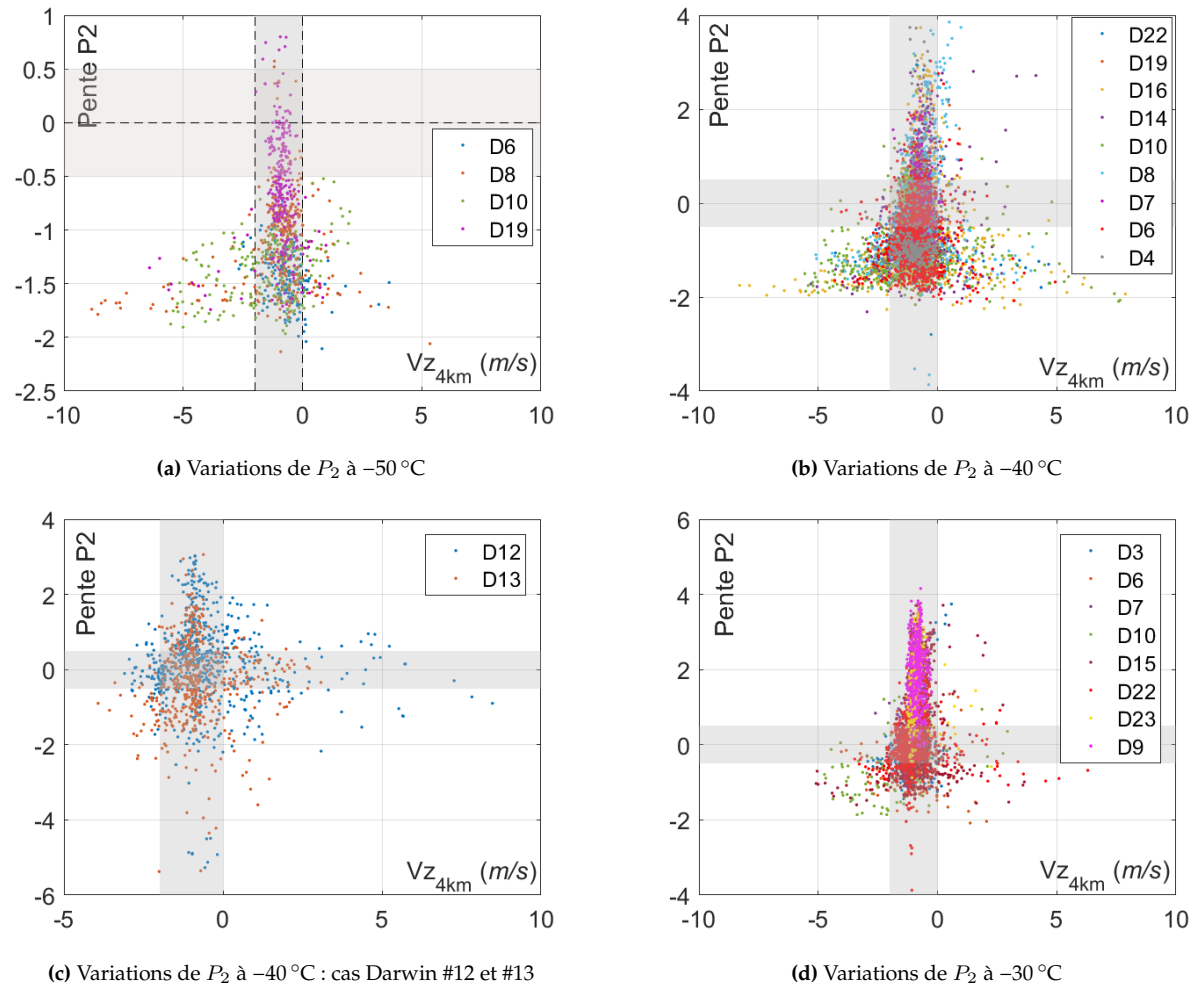 1
0.5
0
-0.5
-1
-1.5
-2
-2.5
-10
-5
0
5
10
Pente P2
Vz4km (m/s)
D6
D8
D10
D19
(a) Variations de P2 à −50 °C
4
2
0
-2
-4
-10
-5
0
5
10
Pente P2
Vz4km (m/s)
D22
D19
D16
D14
D10
D8
D7
D6
D4
(b) Variations de P2 à −40 °C
4
2
0
-2
-4
-6
-5
0
5
10
Pente P2
Vz4km (m/s)
D12
D13
(c) Variations de P2 à −40 °C : cas Darwin #12 et #13
6
4
2
0
-2
-4
-10
-5
0
5
10
Pente P2
Vz4km (m/s)
D3
D6
D7
D10
D15
D22
D23
D9
(d) Variations de P2 à −30 °C